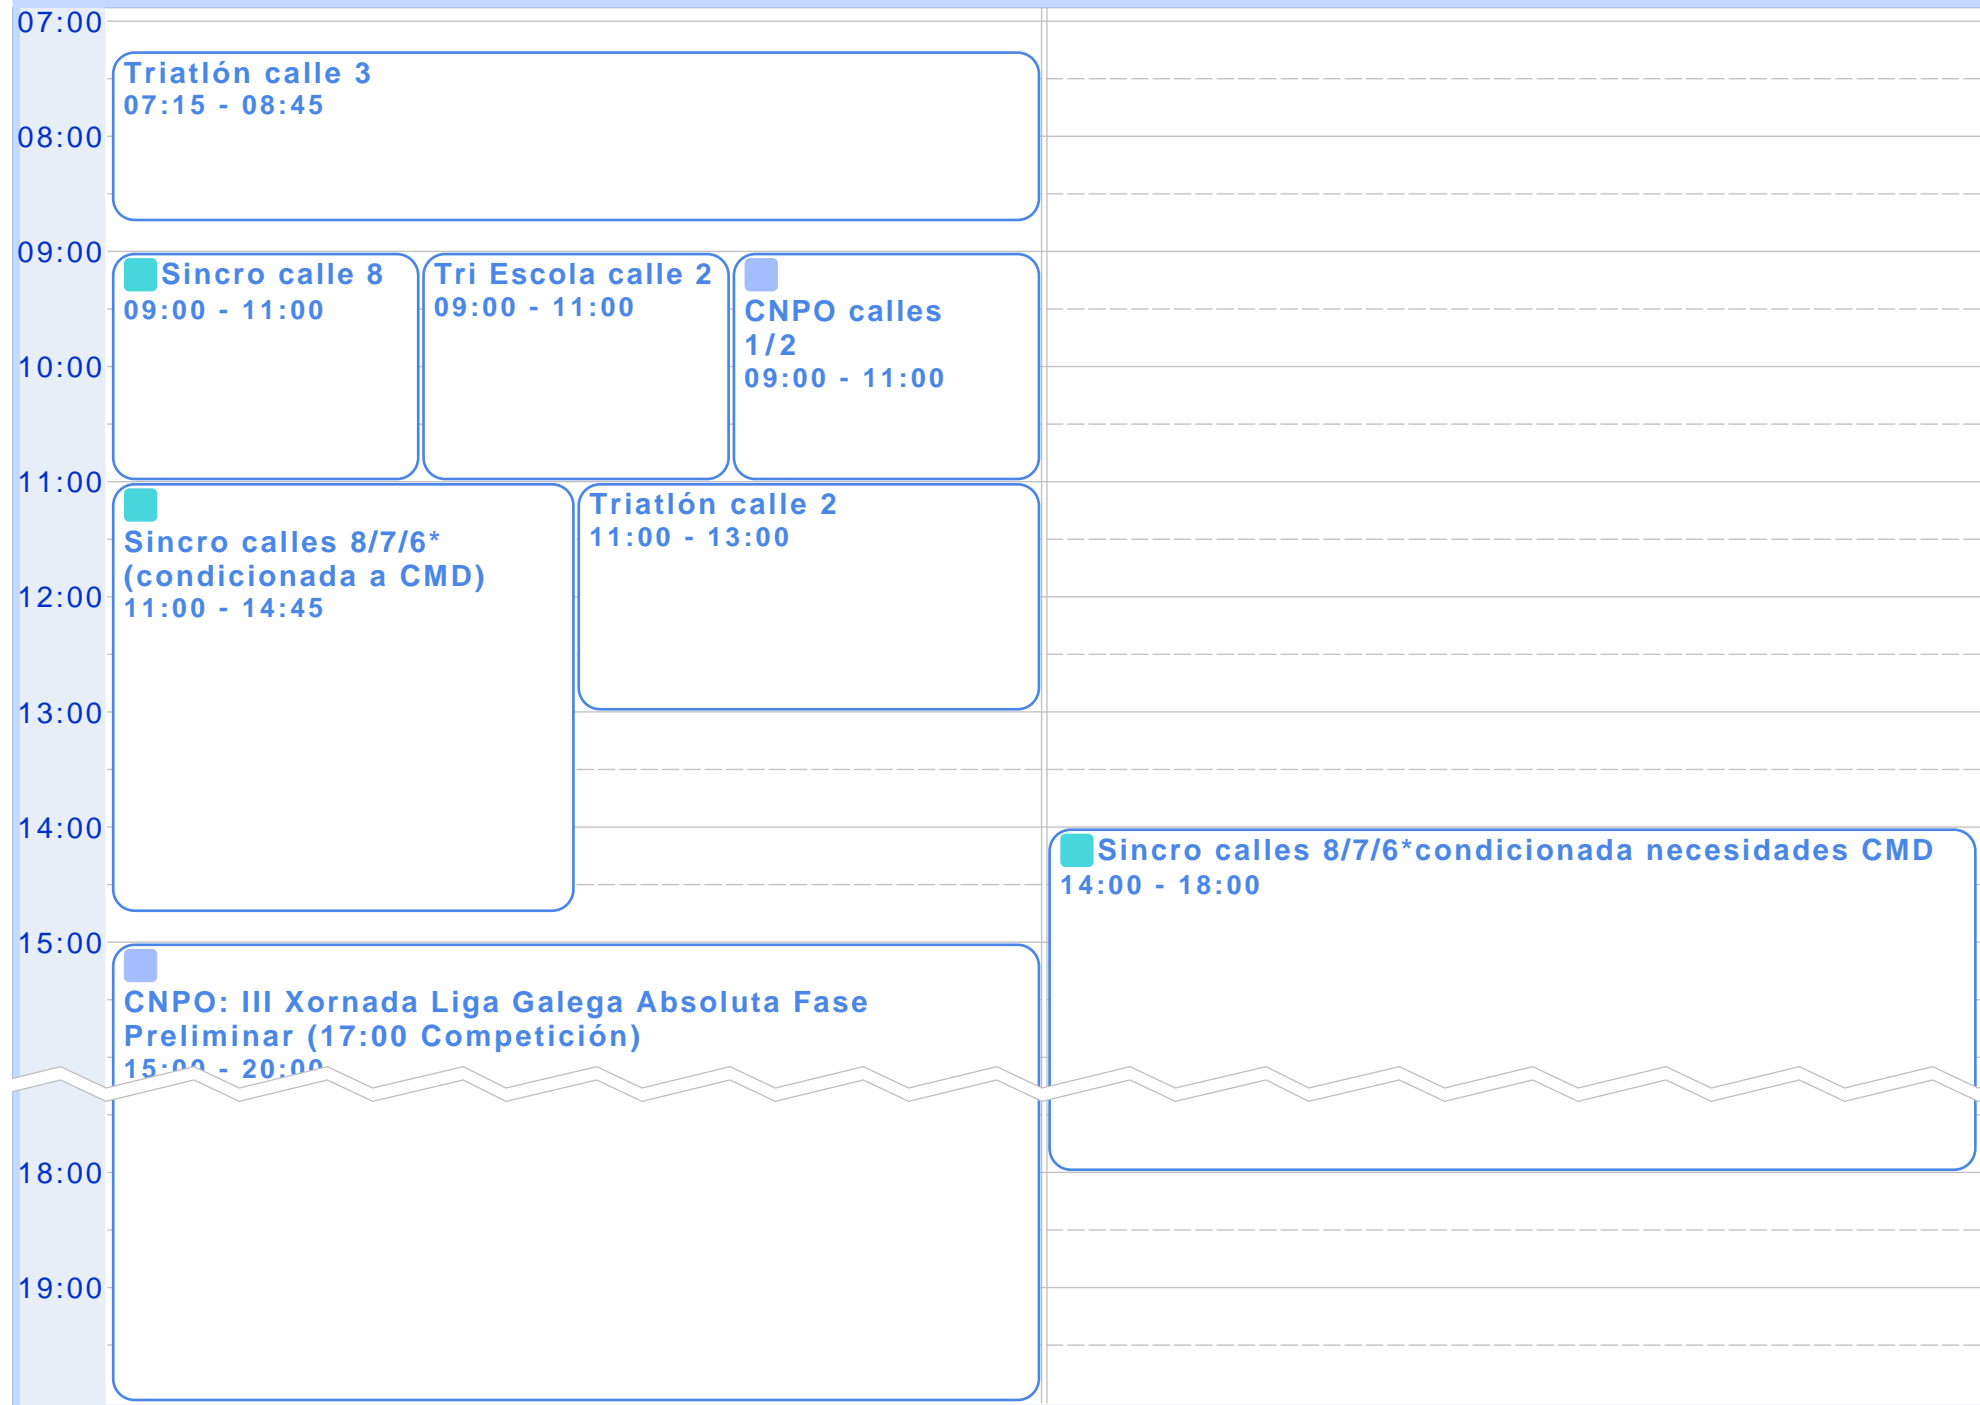 07:00
Triatlón calle 3
07:15 - 08:45
08:00
09:00
Sincro calle 8
09:00 - 11:00
Tri Escola calle 2
09:00 - 11:00
CNPO calles
1/2
09:00 - 11:00
10:00
11:00
Sincro calles 8/7/6*
(condicionada a CMD)
11:00 - 14:45
Triatlón calle 2
11:00 - 13:00
12:00
13:00
14:00
Sincro calles 8/7/6*condicionada necesidades CMD
14:00 - 18:00
15:00
CNPO: III Xornada Liga Galega Absoluta Fase
Preliminar (17:00 Competición)
15:00 - 20:00
18:00
19:00